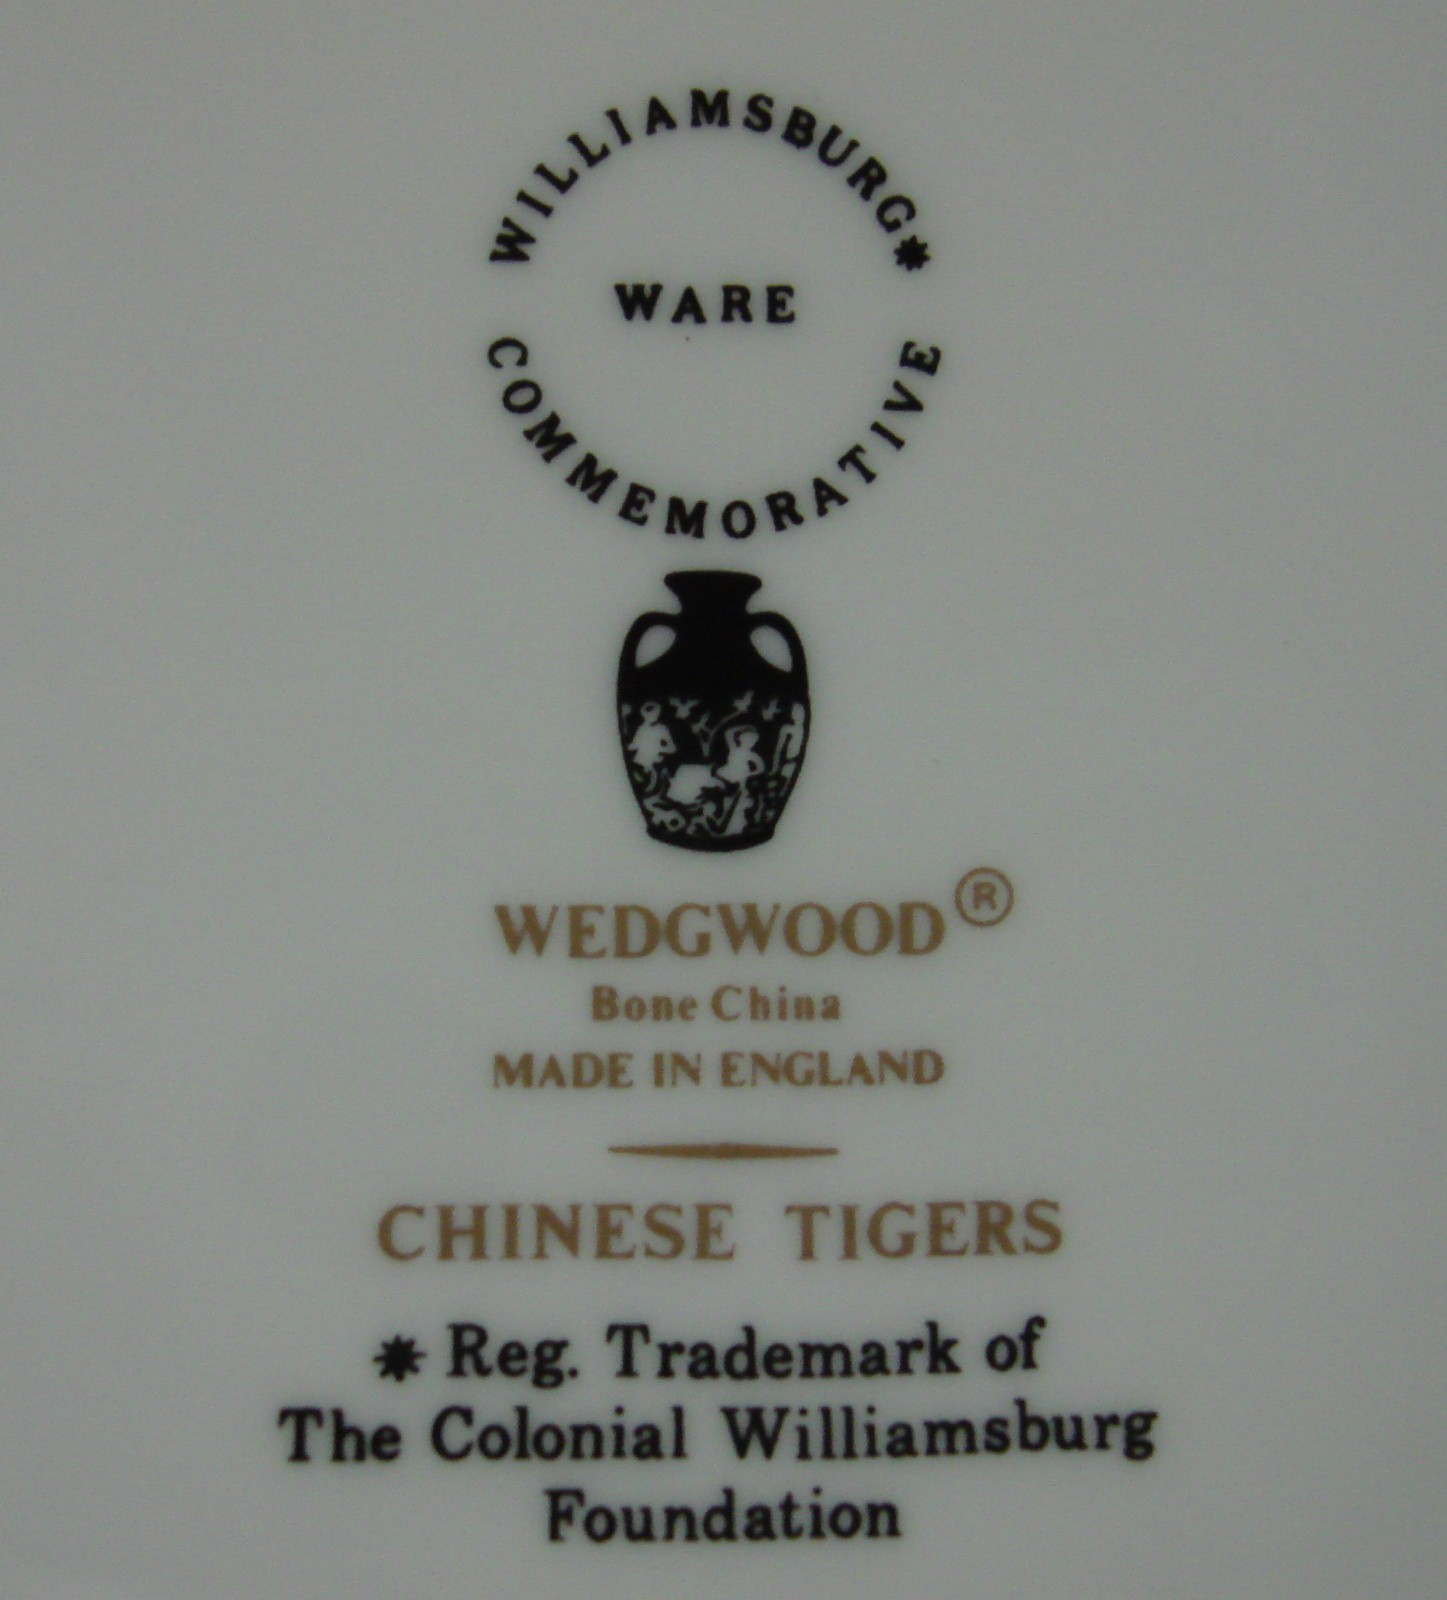 WILLIAMSBURG*
WARE
COMMEMORATIVE
WEDGWOOD®
Bone China
MADE IN ENGLAND
CHINESE TIGERS
* Reg. Trademark of
The Colonial Williamsburg
Foundation